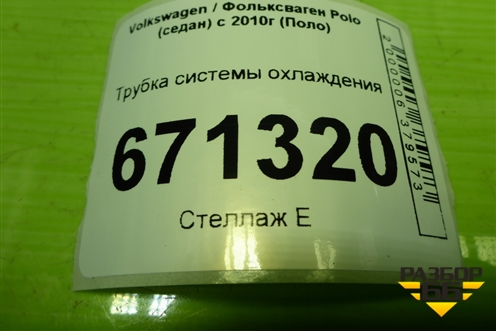 Volkswagen / Фольксваген Polo
(седан) с 2010г (Поло)
Трубка системы охлаждения
671320
Стеллаж Е
2000006379573
РАЗБОР
66